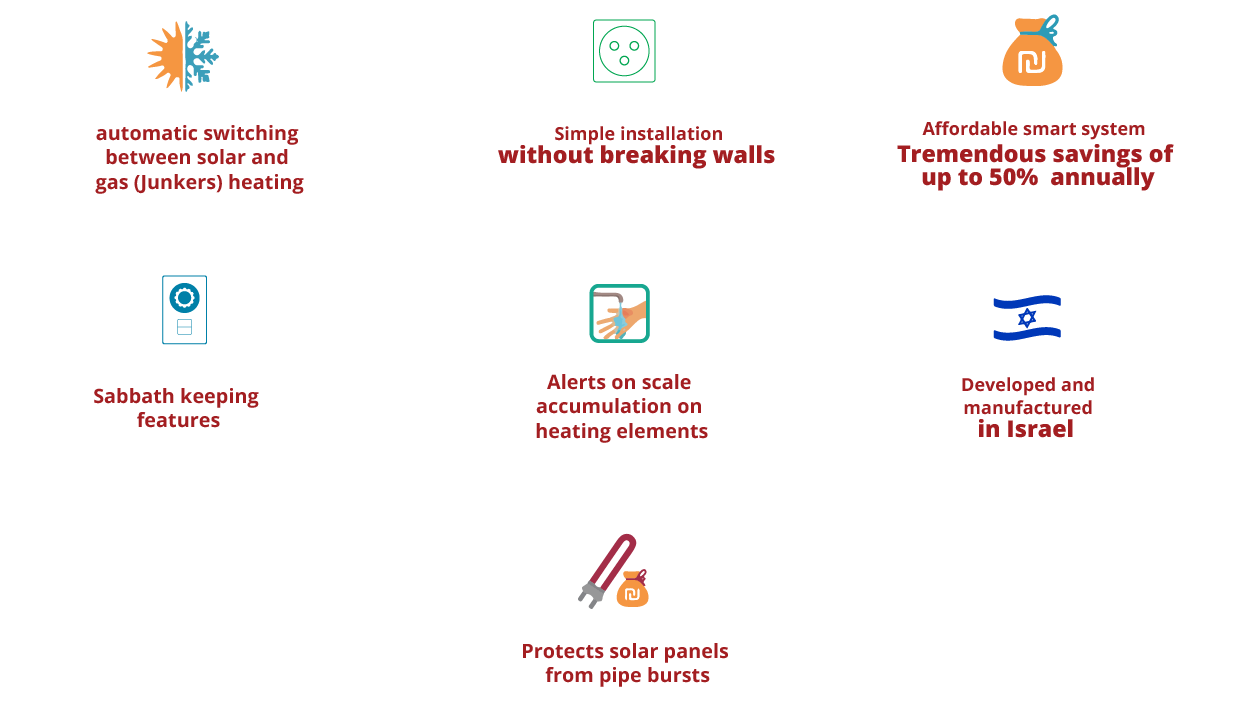 automatic switching
between solar and
gas (Junkers) heating
Simple installation
without breaking walls
Affordable smart system
Tremendous savings of
up to 50% annually
Sabbath keeping
features
Alerts on scale
accumulation on
heating elements
Developed and
manufactured
in Israel
Protects solar panels
from pipe bursts